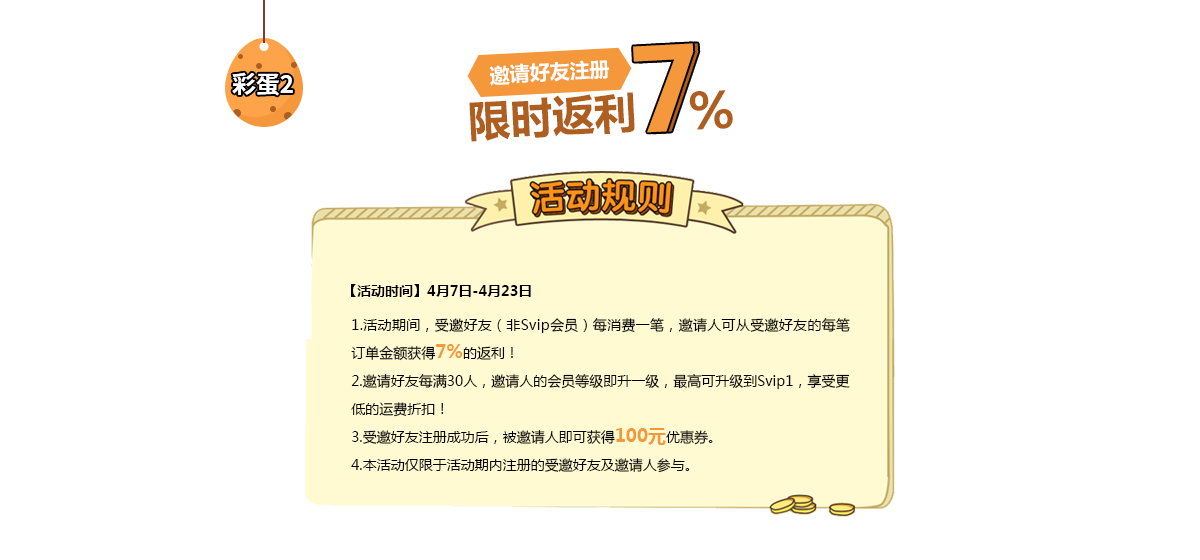 彩蛋2
邀请好友注册
限时返利7%
活动规则
【活动时间】4月7日-4月23日
1.活动期间，受邀好友（非Svip会员）每消费一笔，邀请人可从受邀好友的每笔
订单金额获得7%的返利！
2.邀请好友每满30人，邀请人的会员等级即升一级，最高可升级到Svip1，享受更
低的运费折扣！
3.受邀好友注册成功后，被邀请人即可获得100元优惠券。
4.本活动仅限于活动期内注册的受邀好友及邀请人参与。